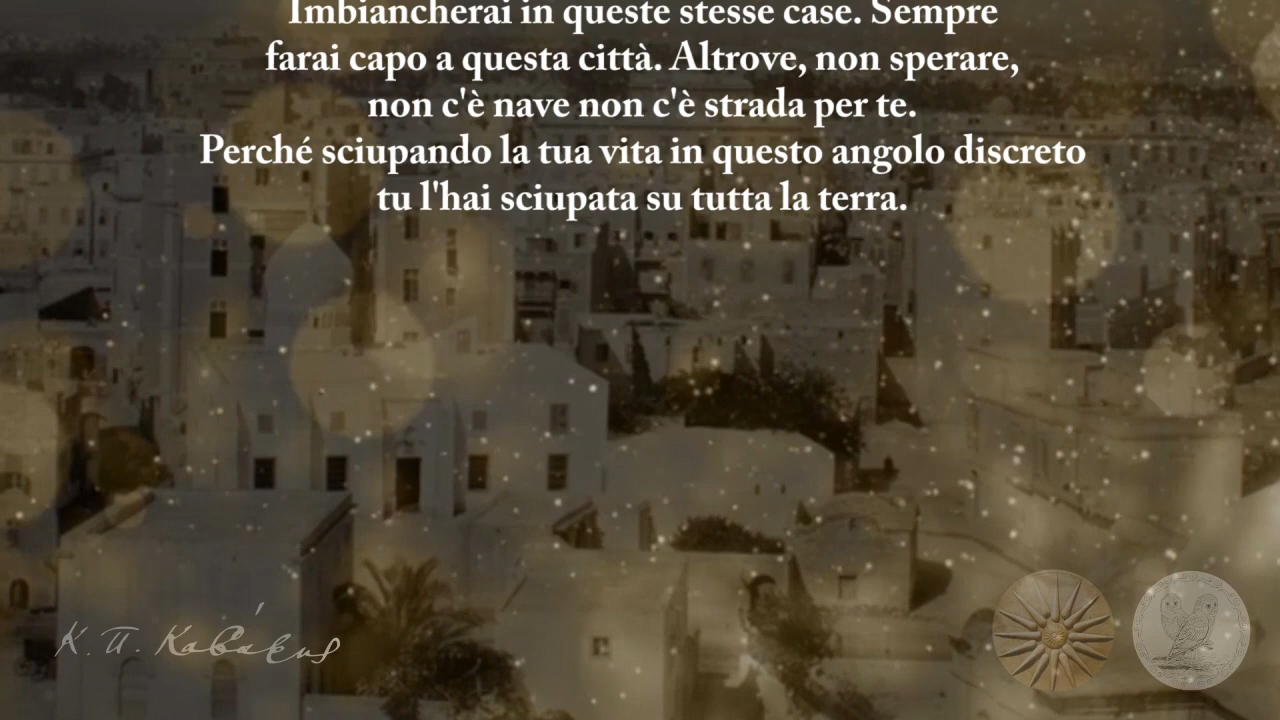 Imbiancherai in queste stesse case. Sempre
farai capo a questa città. Altrove, non sperare,
non c'è nave non c'è strada per te.
Perché sciupando la tua vita in questo angolo discreto
tu l'hai sciupata su tutta la terra.
Κ. Π. Καβάφης